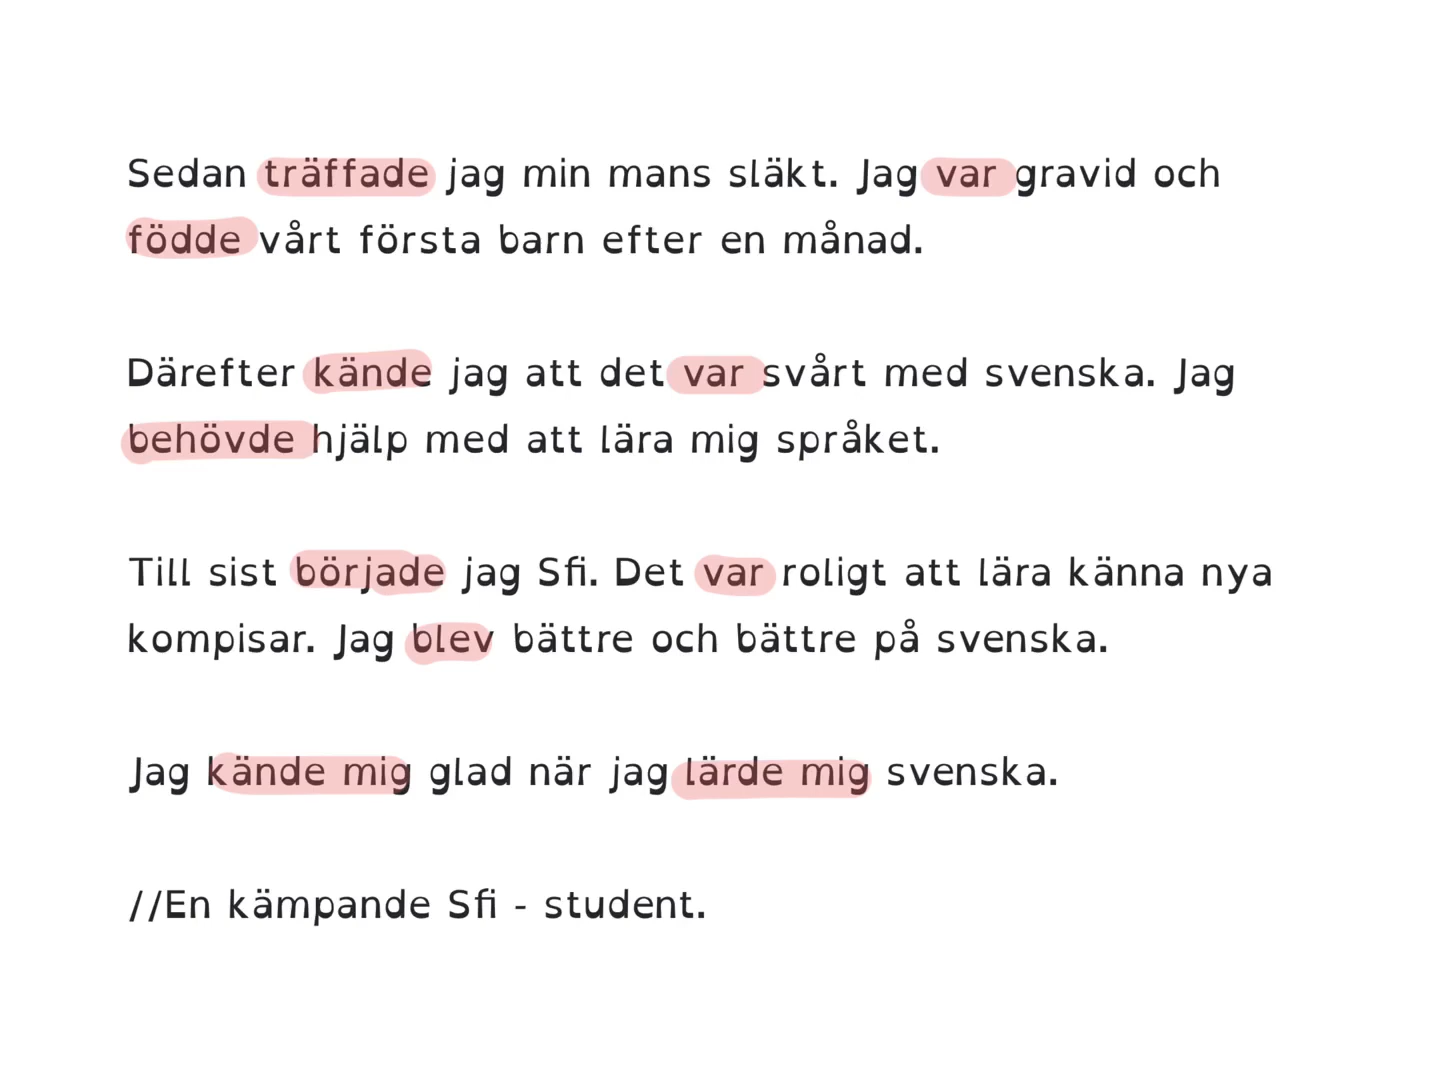 Sedan träffade jag min mans släkt. Jag var gravid och
födde vårt första barn efter en månad.
Därefter kände jag att det var svårt med svenska. Jag
behövde hjälp med att lära mig språket.
Till sist började jag Sfi. Det var roligt att lära känna nya
kompisar. Jag blev bättre och bättre på svenska.
Jag kände mig glad när jag lärde mig svenska.
//En kämpande Sfi - student.